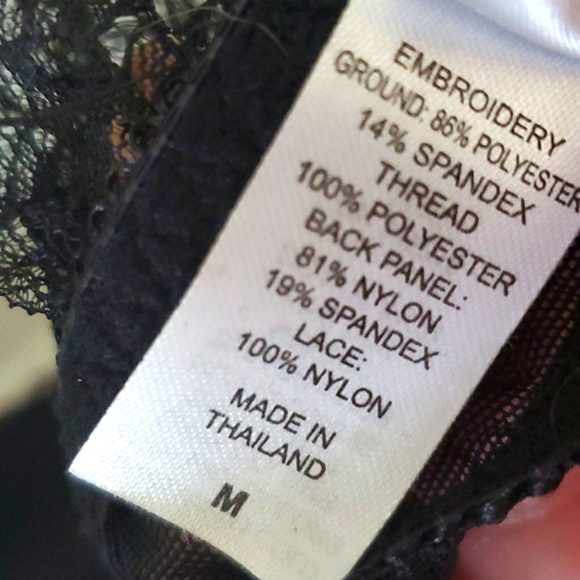 EMBROIDERY
GROUND: 86% POLYESTER
14% SPANDEX
THREAD
100% POLYESTER
BACK PANEL:
81% NYLON
19% SPANDEX
LACE:
100% NYLON
MADE IN
THAILAND
M